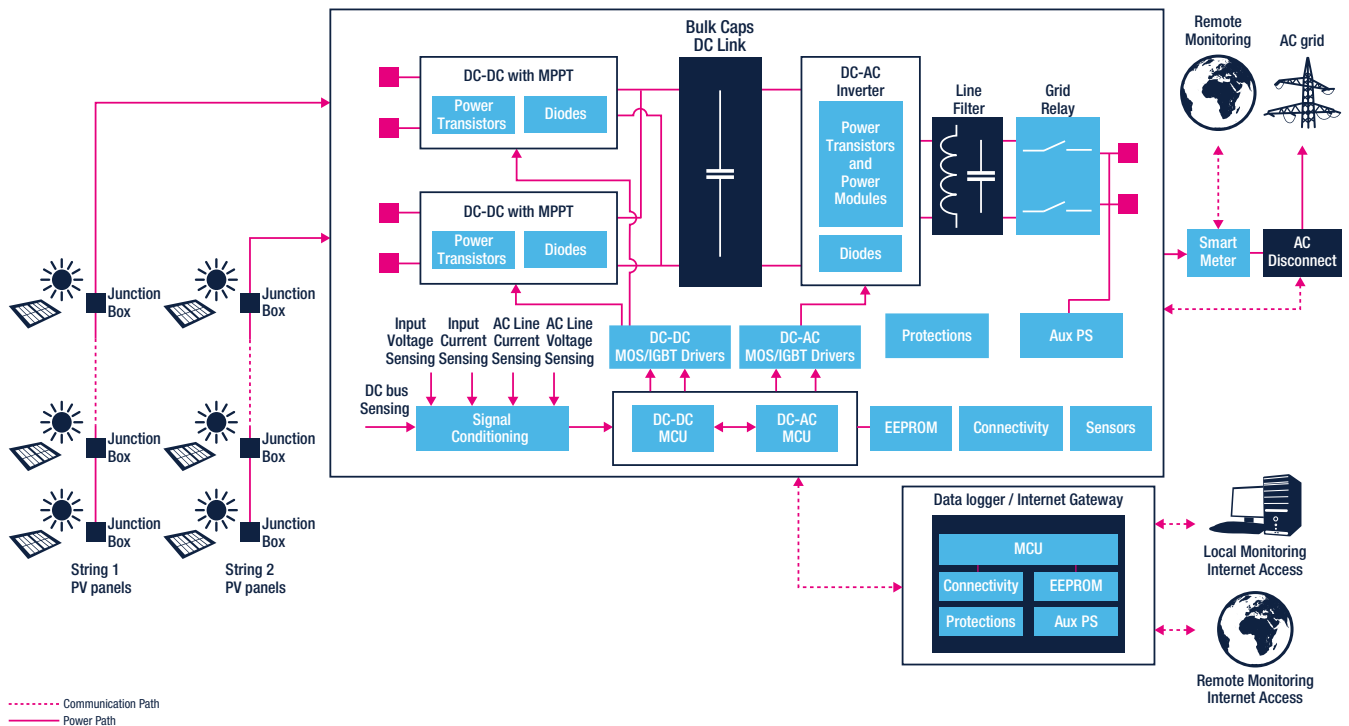 Bulk Caps
DC Link
Remote
Monitoring
AC grid
DC-DC with MPPT
Power
Transistors
Diodes
DC-AC
Inverter
Power
Transistors
and
Power
Modules
Diodes
Line
Filter
Grid
Relay
DC-DC with MPPT
Power
Transistors
Diodes
Smart
Meter
AC
Disconnect
Junction
Box
Junction
Box
Input
Voltage
Sensing
Input
Current
Sensing
AC Line
Current
Sensing
AC Line
Voltage
Sensing
DC-DC
MOS/IGBT Drivers
DC-AC
MOS/IGBT Drivers
Protections
Aux PS
DC bus
Sensing
Signal
Conditioning
DC-DC
MCU
DC-AC
MCU
EEPROM
Connectivity
Sensors
Junction
Box
Junction
Box
Junction
Box
Junction
Box
String 1
PV panels
String 2
PV panels
Data logger / Internet Gateway
MCU
Connectivity
EEPROM
Protections
Aux PS
Local Monitoring
Internet Access
Remote Monitoring
Internet Access
Communication Path
Power Path